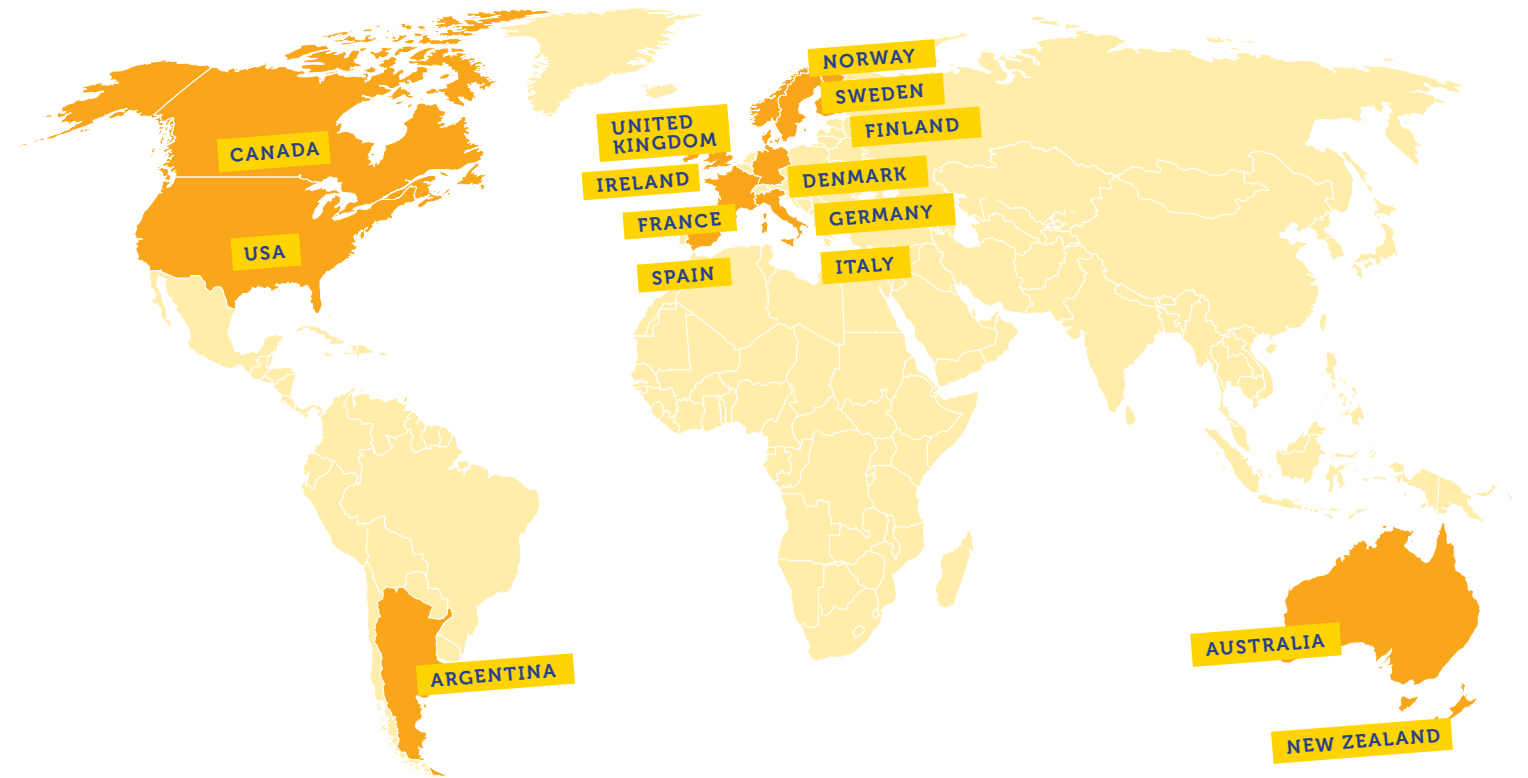 NORWAY
SWEDEN
UNITED
KINGDOM
FINLAND
CANADA
IRELAND
DENMARK
FRANCE
GERMANY
USA
SPAIN
ITALY
ARGENTINA
AUSTRALIA
NEW ZEALAND